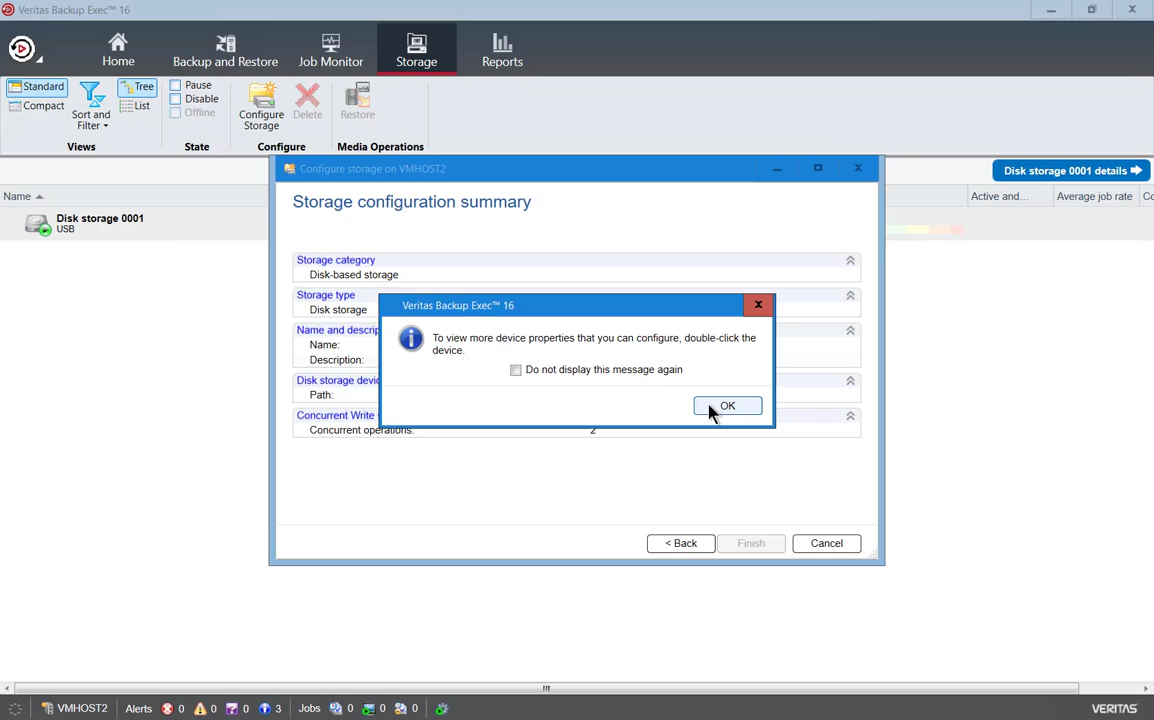 Veritas Backup Exec™ 16
Home
Backup and Restore
Job Monitor
Storage
Reports
Standard
Compact
Sort and
Filter
Tree
List
Views
Pause
Disable
Offline
State
Configure
Storage
Delete
Configure
Restore
Media Operations
Configure storage on VMHOST2
Disk storage 0001 details
Name
Active and...
Average job rate
Co
Disk storage 0001
USB
Storage configuration summary
Storage category
Disk-based storage
Storage type
Disk storage
Name and descrip
Name:
Description:
Disk storage devic
Path:
Concurrent Write
Concurrent operations:
2
Veritas Backup Exec™ 16
To view more device properties that you can configure, double-click the
device.
Do not display this message again
OK
< Back
Finish
Cancel
VMHOST2
Alerts
0
0
0
3
Jobs
0
0
0
VERITAS